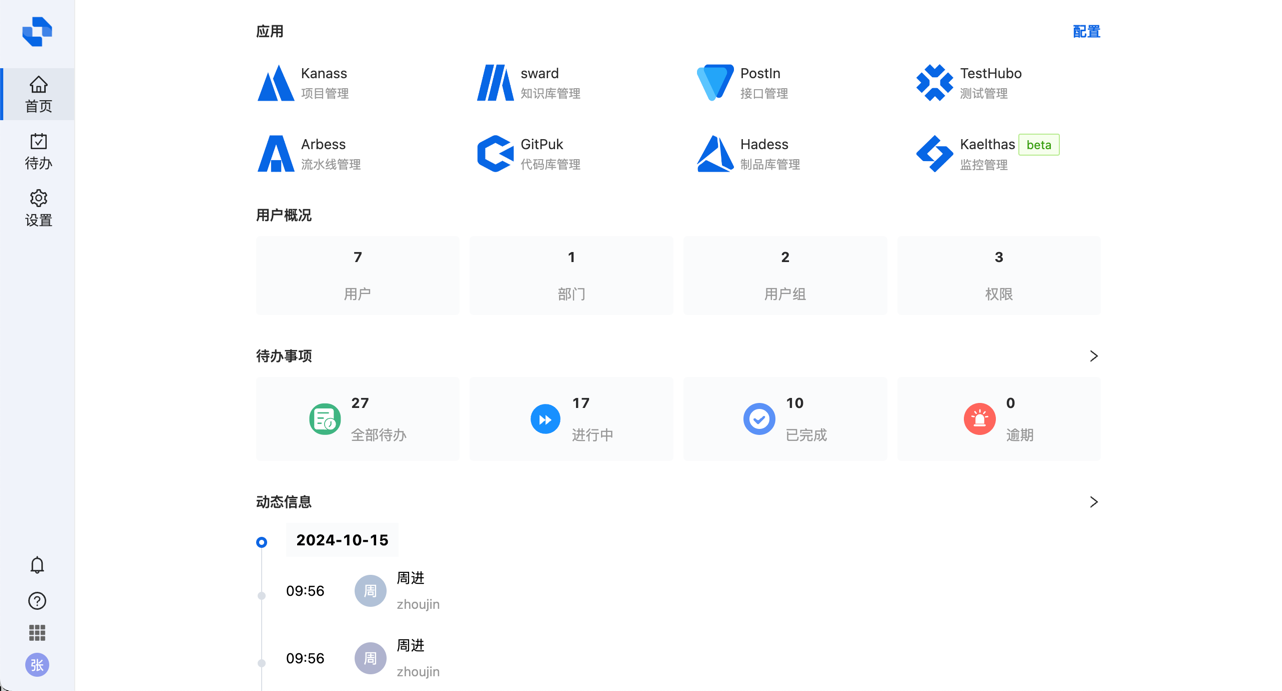 首页
待办
设置
张
应用
配置
Kanass
项目管理
sward
知识库管理
PostIn
接口管理
TestHubo
测试管理
Arbess
流水线管理
GitPuk
代码库管理
Hadess
制品库管理
Kaelthas beta
监控管理
用户概况
7
用户
1
部门
2
用户组
3
权限
待办事项
27
全部待办
17
进行中
10
已完成
0
逾期
动态信息
2024-10-15
09:56
周
周进
zhoujin
09:56
周
周进
zhoujin